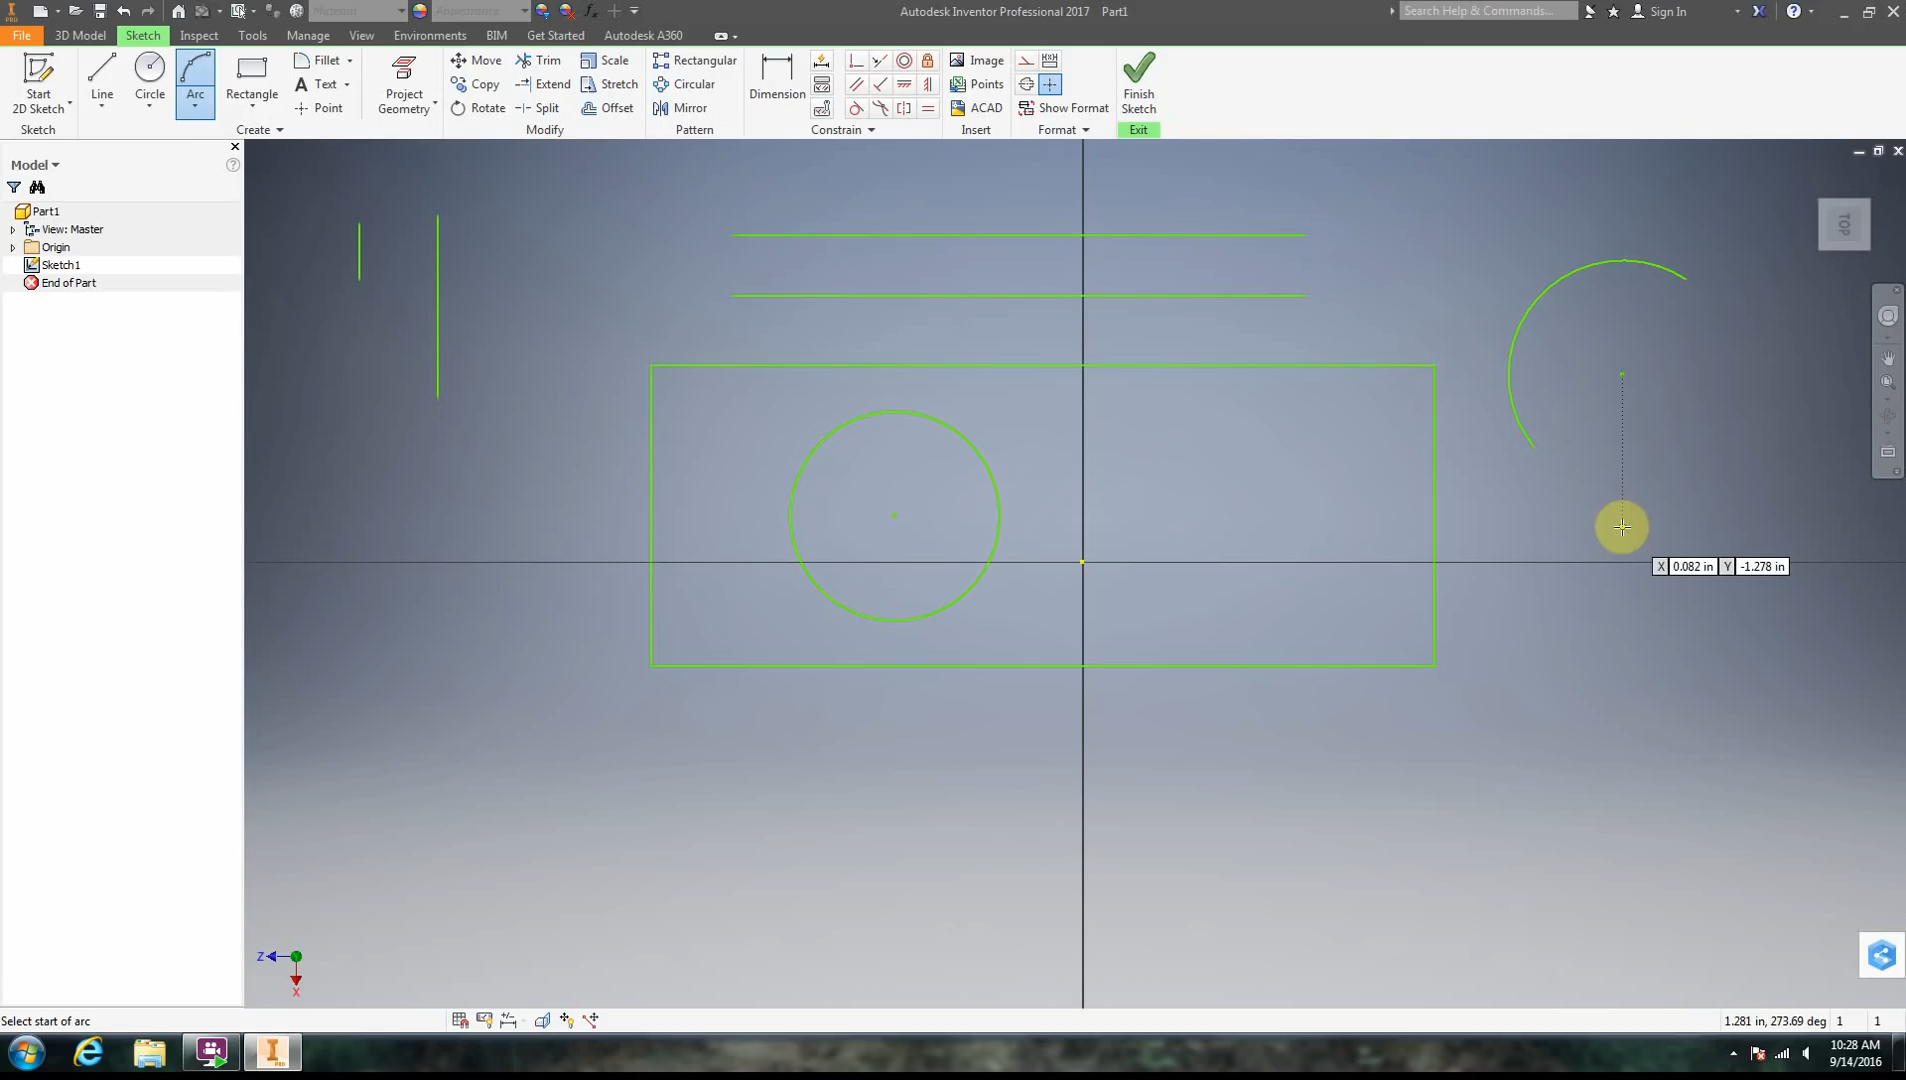 Material
Appearance
Autodesk Inventor Professional 2017 Part1
Search Help & Commands...
Sign In
PRO
File
3D Model
Sketch
Inspect
Tools
Manage
View
Environments
BIM
Get Started
Autodesk A360
Start
2D Sketch
Line
Circle
Arc
Rectangle
Fillet
Text
Point
Project
Geometry
Move
Copy
Rotate
Trim
Extend
Split
Scale
Stretch
Offset
Rectangular
Circular
Mirror
Dimension
Image
Points
ACAD
Show Format
Finish
Sketch
Sketch
Create
Modify
Pattern
Constrain
Insert
Format
Exit
Model
Part1
View: Master
Origin
Sketch1
End of Part
TOP
X 0.082 in Y -1.278 in
Z
X
Select start of arc
1.281 in, 273.69 deg 1 1
PRO
10:28 AM
9/14/2016